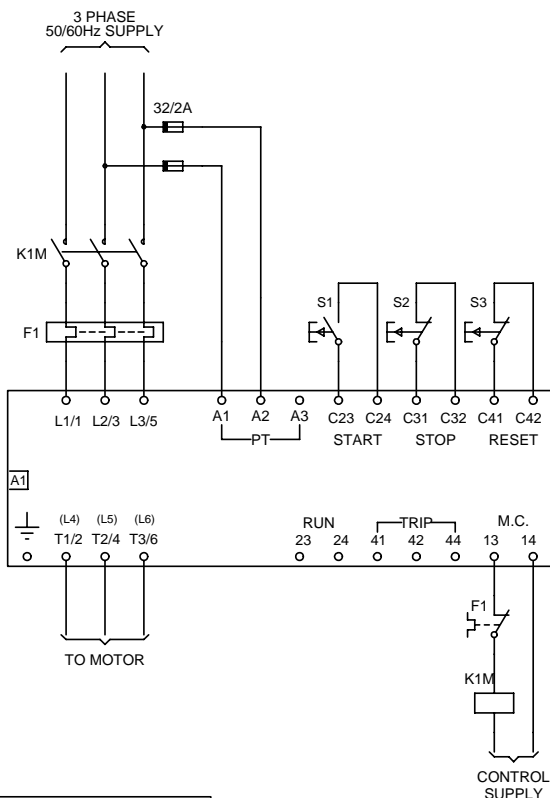 3 PHASE
50/60Hz SUPPLY
32/2A
K1M
S1 S2 S3
F1
L1/1 L2/3 L3/5 A1 A2 A3 C23 C24 C31 C32 C41 C42
PT START STOP RESET
A1
(L4) (L5) (L6) RUN TRIP M.C.
T1/2 T2/4 T3/6 23 24 41 42 44 13 14
F1
TO MOTOR
K1M
CONTROL
SUPPLY